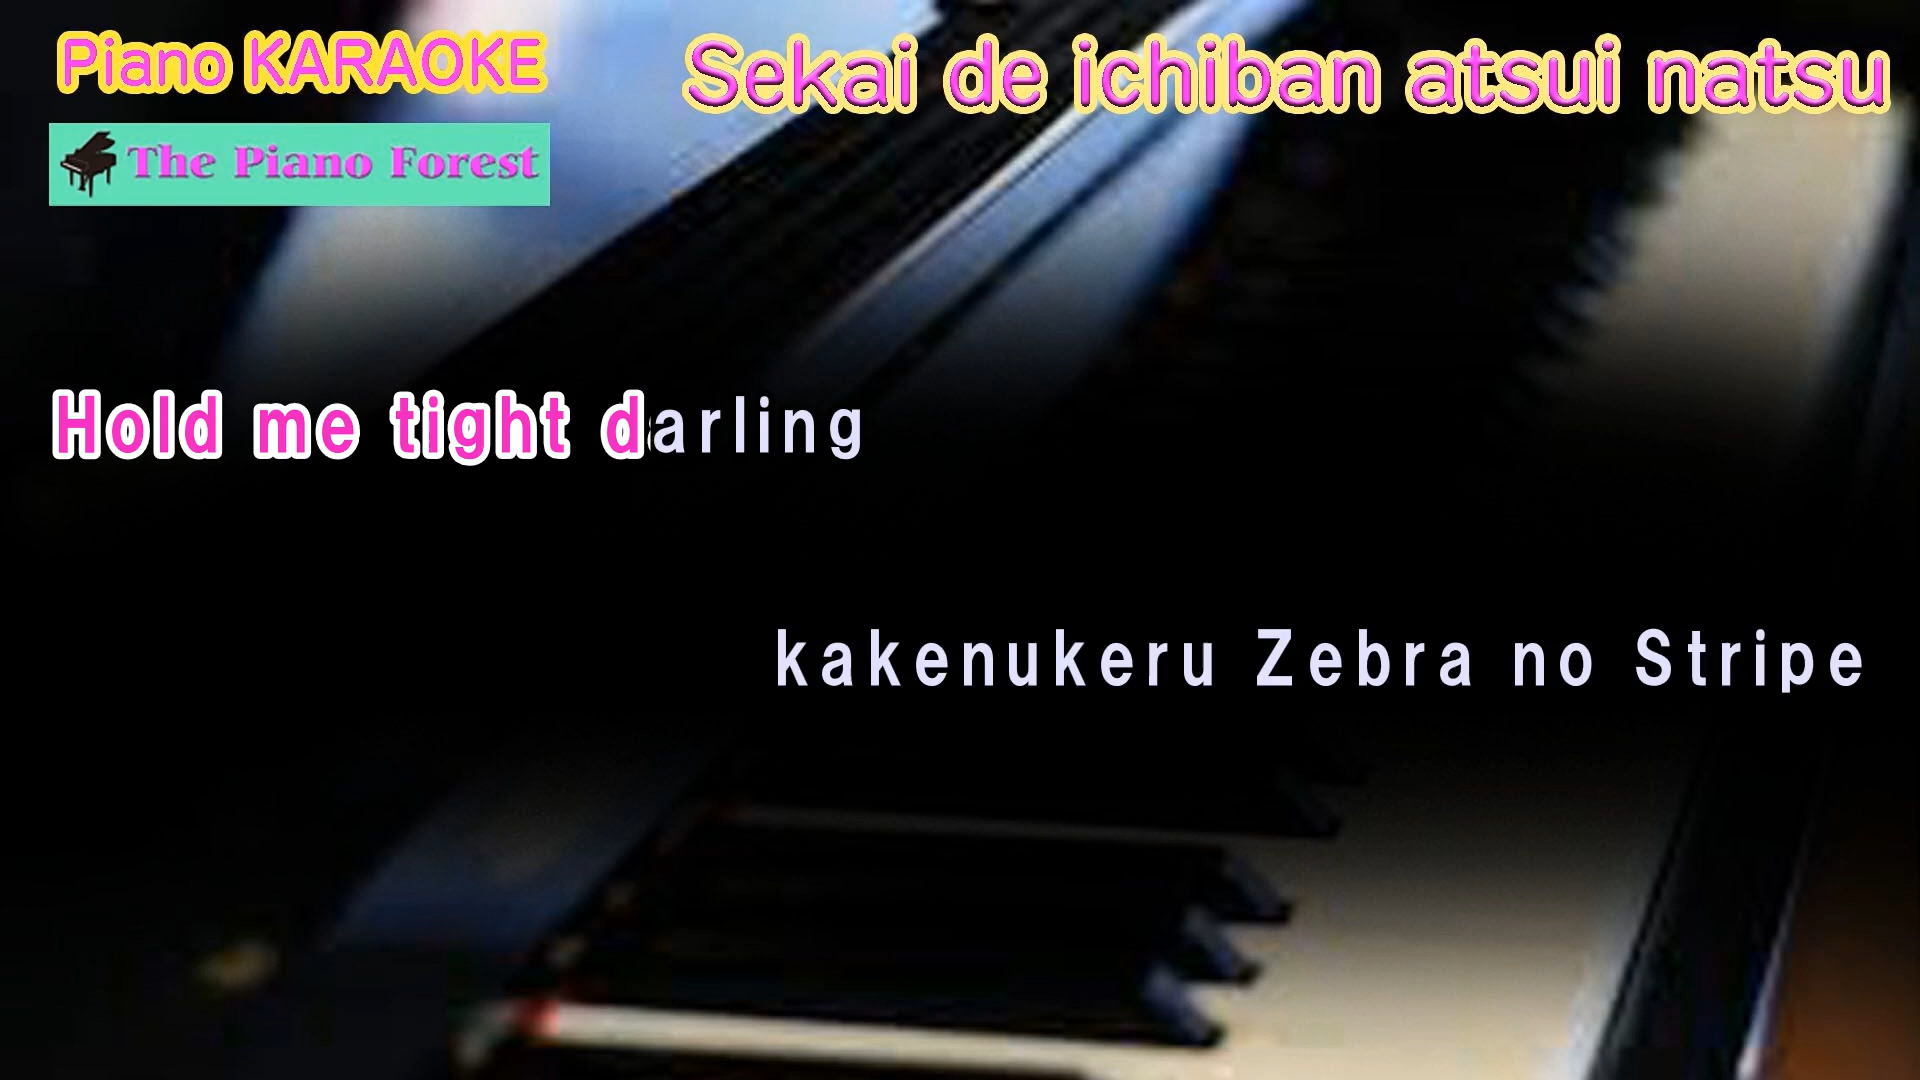 Piano KARAOKE
Sekai de ichiban atsui natsu
The Piano Forest
Hold me tight darling
kakenukeru Zebra no Stripe